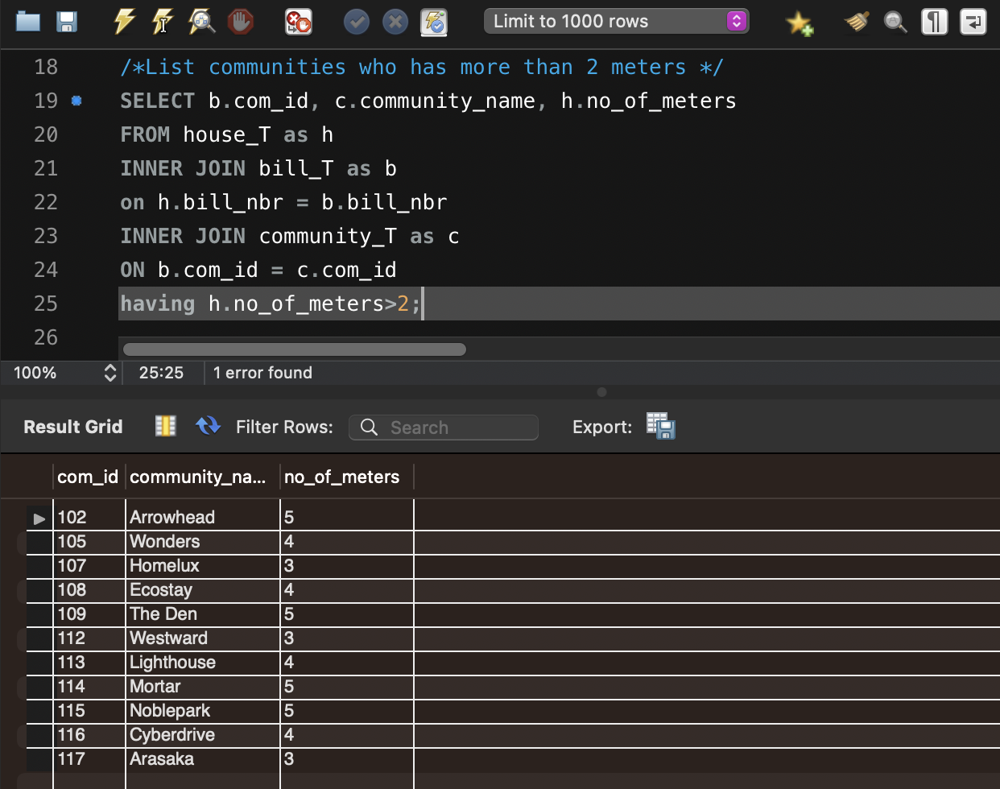 Limit to 1000 rows
18 /*List communities who has more than 2 meters */
19 SELECT b.com_id, c.community_name, h.no_of_meters
20 FROM house_T as h
21 INNER JOIN bill_T as b
22 on h.bill_nbr = b.bill_nbr
23 INNER JOIN community_T as c
24 ON b.com_id = c.com_id
25 having h.no_of_meters>2;
26
100% 25:25 1 error found
Result Grid Filter Rows: Search Export:
com_id community_na... no_of_meters
102 Arrowhead 5
105 Wonders 4
107 Homelux 3
108 Ecostay 4
109 The Den 5
112 Westward 3
113 Lighthouse 4
114 Mortar 5
115 Noblepark 5
116 Cyberdrive 4
117 Arasaka 3